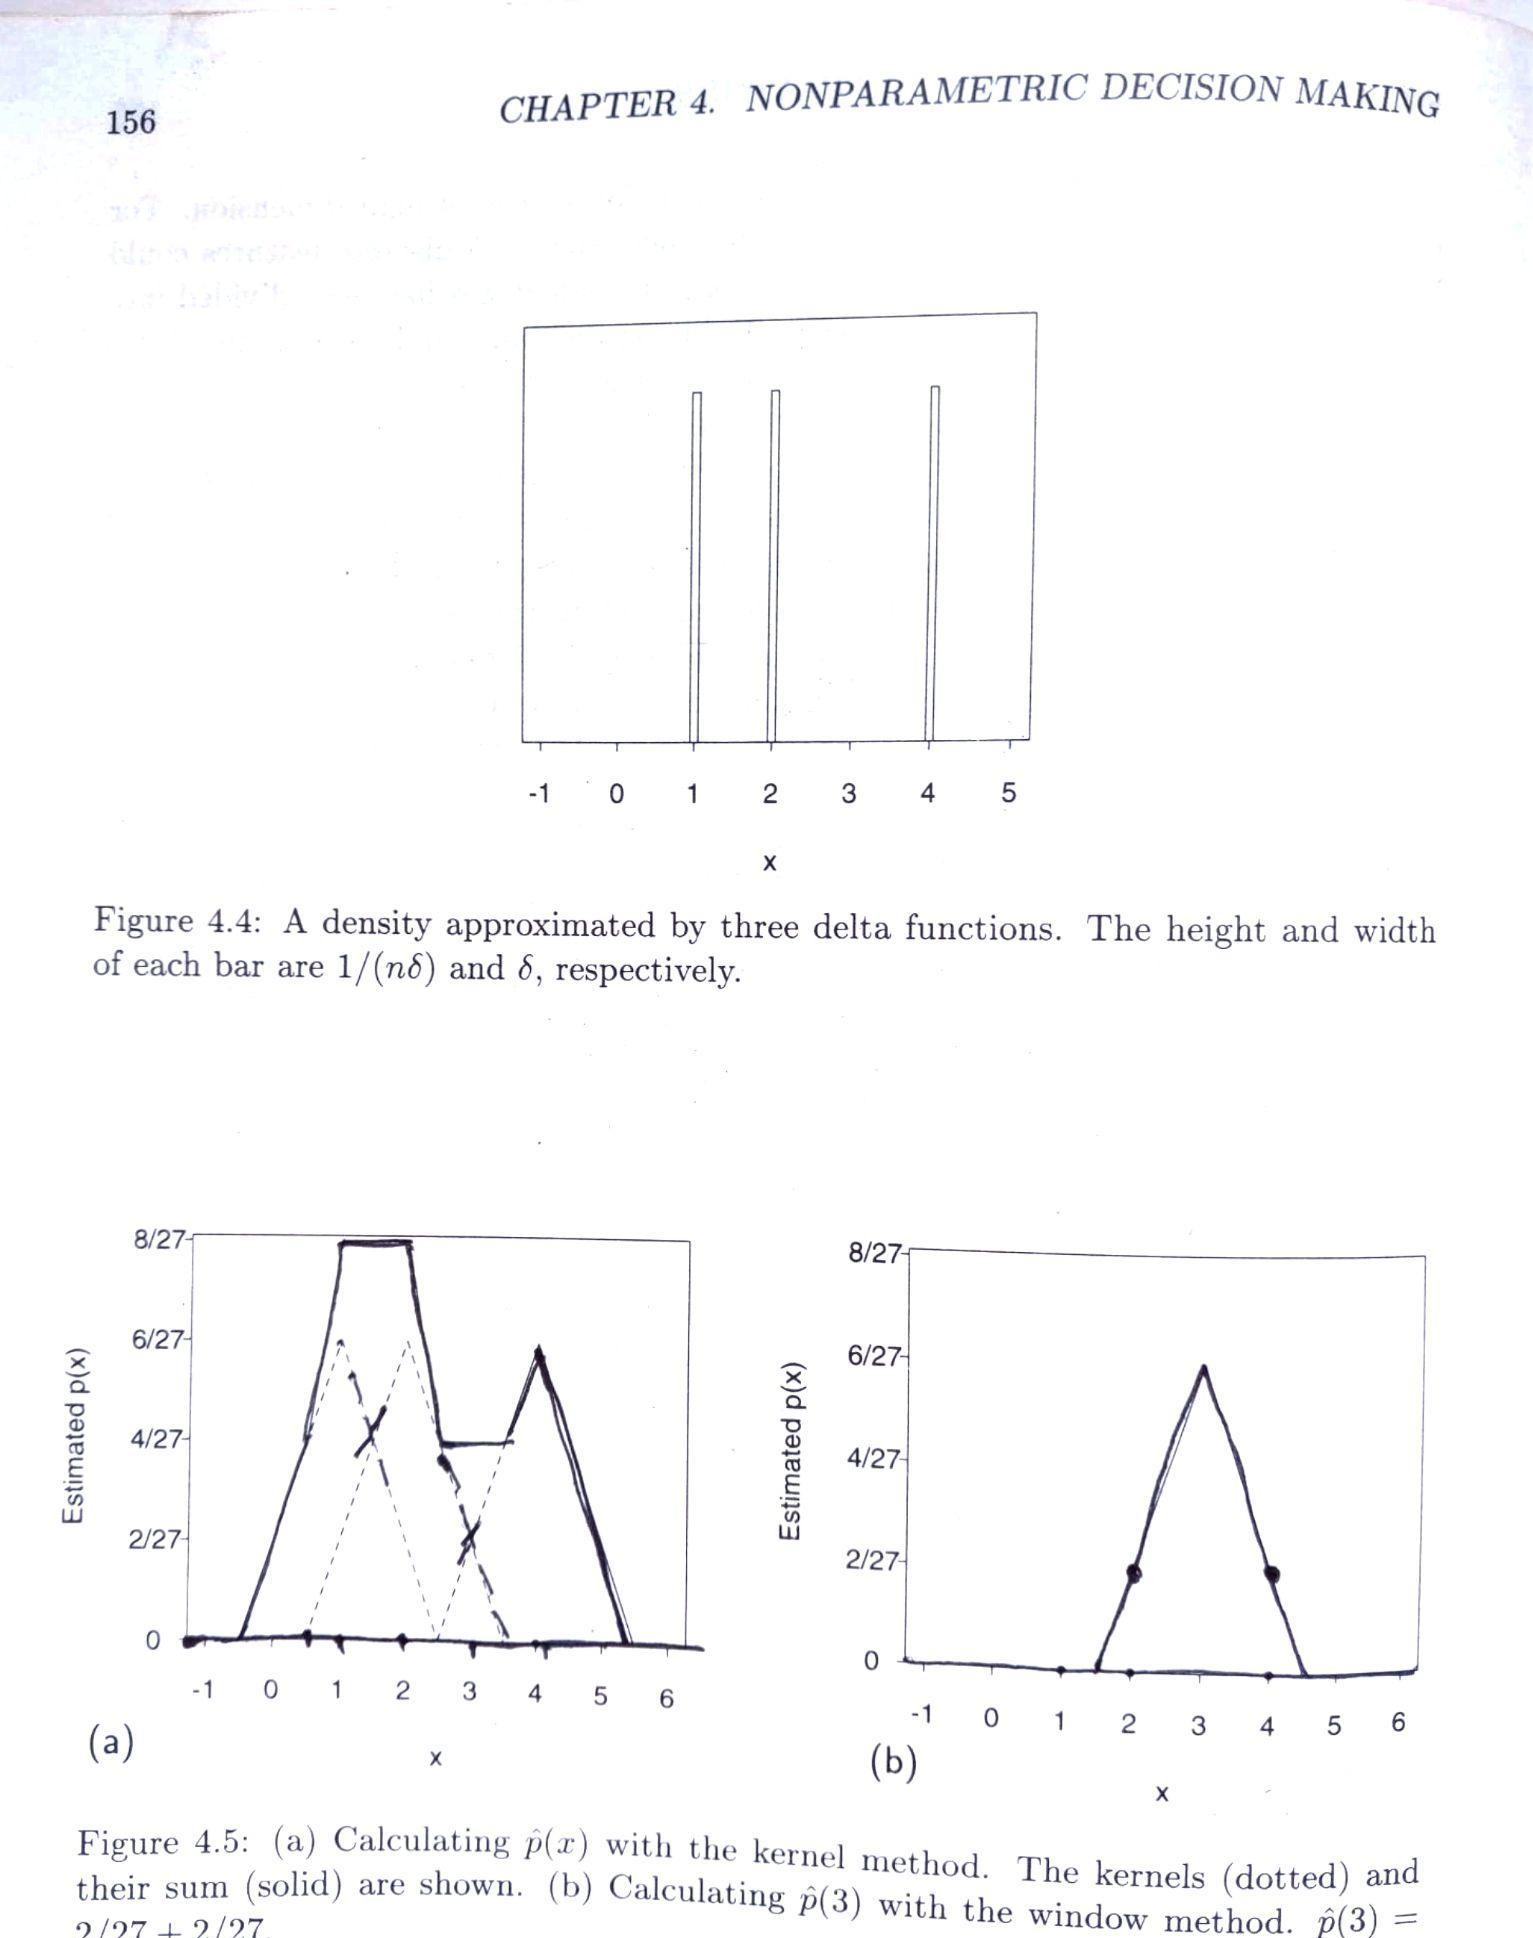 156
CHAPTER 4. NONPARAMETRIC DECISION MAKING
-1 0 1 2 3 4 5
x
Figure 4.4: A density approximated by three delta functions. The height and width
of each bar are 1/(nδ) and δ, respectively.
8/27
6/27
4/27
2/27
0
Estimated p(x)
-1 0 1 2 3 4 5 6
(a)
x
8/27
6/27
4/27
2/27
0
Estimated p(x)
-1 0 1 2 3 4 5 6
(b)
x
Figure 4.5: (a) Calculating p̂(x) with the kernel method. The kernels (dotted) and
their sum (solid) are shown. (b) Calculating p̂(3) with the window method. p̂(3) =
2/27 + 2/27.